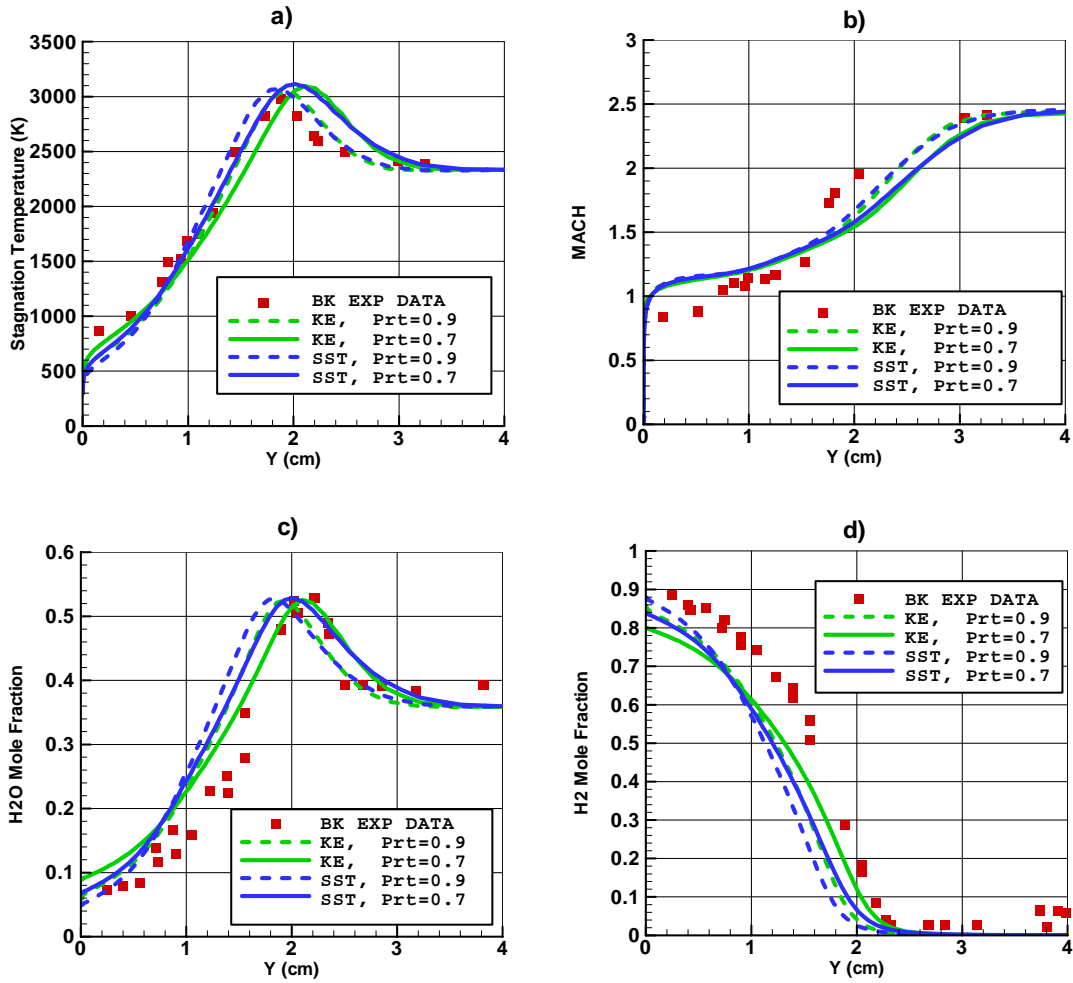 a)
3500
3000
2500
2000
1500
1000
500
0
Stagnation Temperature (K)
BK EXP DATA
KE, Prt=0.9
KE, Prt=0.7
SST, Prt=0.9
SST, Prt=0.7
0 1 2 3 4
Y (cm)
b)
3
2.5
2
1.5
1
0.5
0
MACH
BK EXP DATA
KE, Prt=0.9
KE, Prt=0.7
SST, Prt=0.9
SST, Prt=0.7
0 1 2 3 4
Y (cm)
c)
0.6
0.5
0.4
0.3
0.2
0.1
0
H2O Mole Fraction
BK EXP DATA
KE, Prt=0.9
KE, Prt=0.7
SST, Prt=0.9
SST, Prt=0.7
0 1 2 3 4
Y (cm)
d)
1
0.9
0.8
0.7
0.6
0.5
0.4
0.3
0.2
0.1
0
H2 Mole Fraction
BK EXP DATA
KE, Prt=0.9
KE, Prt=0.7
SST, Prt=0.9
SST, Prt=0.7
0 1 2 3 4
Y (cm)